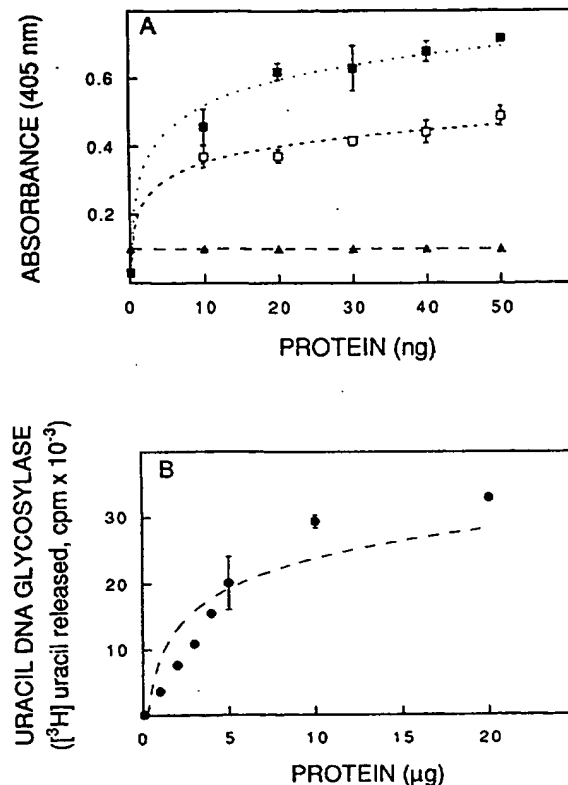 A
ABSORBANCE (405 nm)
0.6
0.4
0.2
0
10
20
30
40
50
PROTEIN (ng)
B
URACIL DNA GLYCOSYLASE
([³H] uracil released, cpm x 10⁻³)
30
20
10
0
5
10
15
20
PROTEIN (µg)